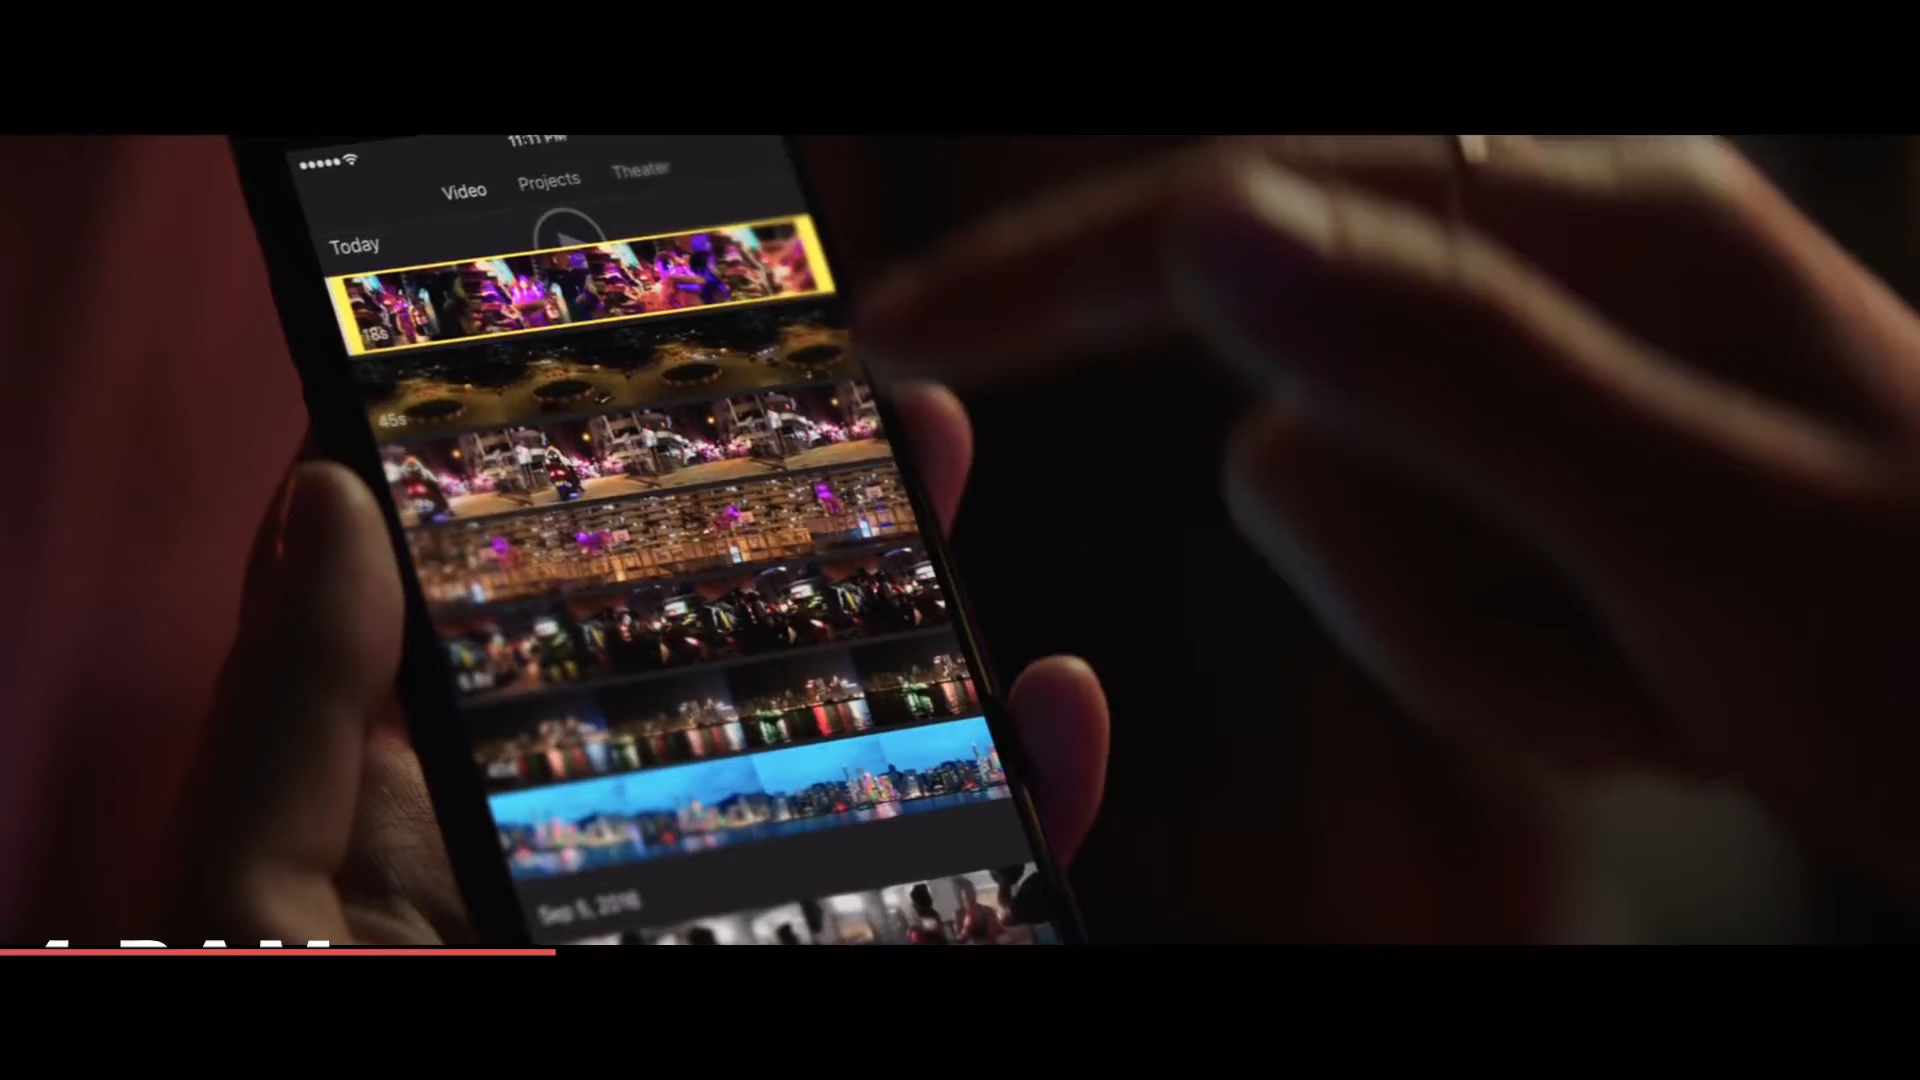 11:11 PM
Video Projects Theater
Today
18s
45s
Sep 5, 2016